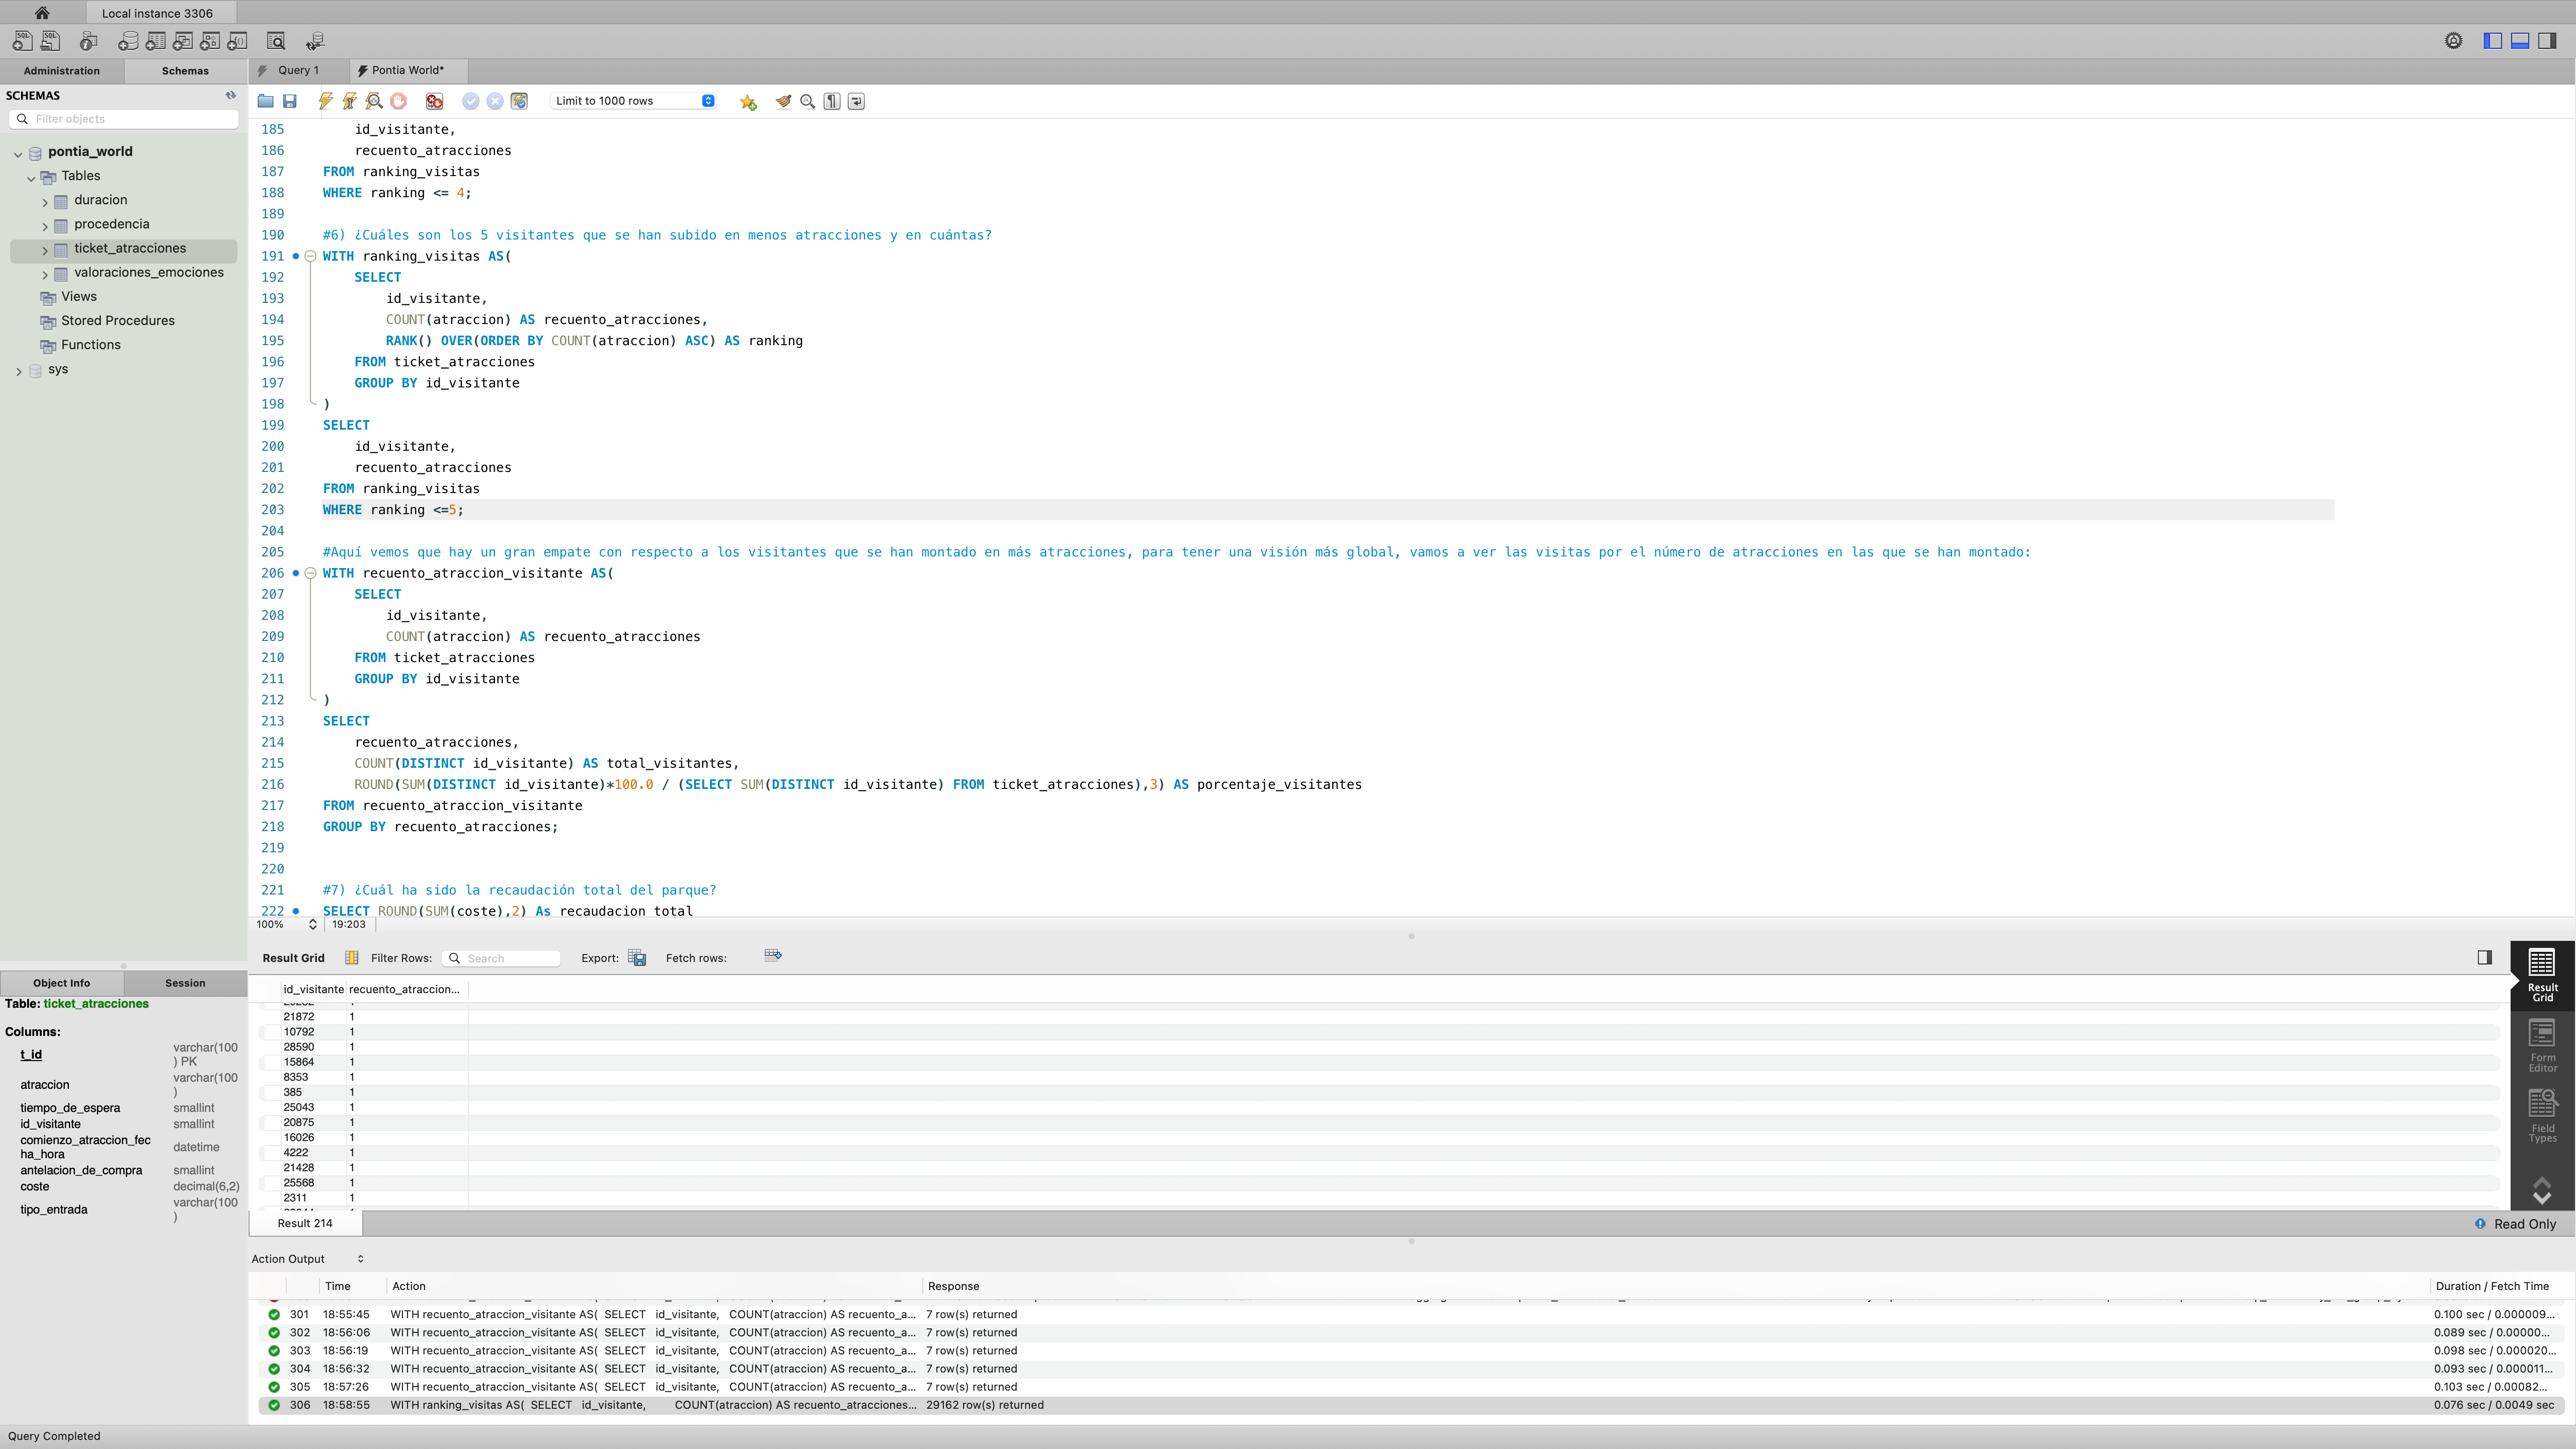 Local instance 3306
Administration
Schemas
Query 1
Pontia World*
SCHEMAS
Filter objects
pontia_world
Tables
duracion
procedencia
ticket_atracciones
valoraciones_emociones
Views
Stored Procedures
Functions
sys
Limit to 1000 rows
185 id_visitante,
186 recuento_atracciones
187 FROM ranking_visitas
188 WHERE ranking <= 4;
189
190 #6) ¿Cuáles son los 5 visitantes que se han subido en menos atracciones y en cuántas?
191 WITH ranking_visitas AS(
192 SELECT
193 id_visitante,
194 COUNT(atraccion) AS recuento_atracciones,
195 RANK() OVER(ORDER BY COUNT(atraccion) ASC) AS ranking
196 FROM ticket_atracciones
197 GROUP BY id_visitante
198 )
199 SELECT
200 id_visitante,
201 recuento_atracciones
202 FROM ranking_visitas
203 WHERE ranking <=5;
204
205 #Aquí vemos que hay un gran empate con respecto a los visitantes que se han montado en más atracciones, para tener una visión más global, vamos a ver las visitas por el número de atracciones en las que se han montado:
206 WITH recuento_atraccion_visitante AS(
207 SELECT
208 id_visitante,
209 COUNT(atraccion) AS recuento_atracciones
210 FROM ticket_atracciones
211 GROUP BY id_visitante
212 )
213 SELECT
214 recuento_atracciones,
215 COUNT(DISTINCT id_visitante) AS total_visitantes,
216 ROUND(SUM(DISTINCT id_visitante)*100.0 / (SELECT SUM(DISTINCT id_visitante) FROM ticket_atracciones),3) AS porcentaje_visitantes
217 FROM recuento_atraccion_visitante
218 GROUP BY recuento_atracciones;
219
220
221 #7) ¿Cuál ha sido la recaudación total del parque?
222 SELECT ROUND(SUM(coste),2) As recaudacion_total
100% 19:203
Result Grid Filter Rows: Search Export: Fetch rows:
id_visitante recuento_atraccion...
21872 1
10792 1
28590 1
15864 1
8353 1
385 1
25043 1
20875 1
16026 1
4222 1
21428 1
25568 1
2311 1
Result Grid
Form Editor
Field Types
Result 214
Read Only
Object Info
Session
Table: ticket_atracciones
Columns:
t_id varchar(100) PK
atraccion varchar(100)
tiempo_de_espera smallint
id_visitante smallint
comienzo_atraccion_fecha_hora datetime
antelacion_de_compra smallint
coste decimal(6,2)
tipo_entrada varchar(100)
Action Output
Time Action Response Duration / Fetch Time
301 18:55:45 WITH recuento_atraccion_visitante AS( SELECT id_visitante, COUNT(atraccion) AS recuento_a... 7 row(s) returned 0.100 sec / 0.000009...
302 18:56:06 WITH recuento_atraccion_visitante AS( SELECT id_visitante, COUNT(atraccion) AS recuento_a... 7 row(s) returned 0.089 sec / 0.00000...
303 18:56:19 WITH recuento_atraccion_visitante AS( SELECT id_visitante, COUNT(atraccion) AS recuento_a... 7 row(s) returned 0.098 sec / 0.000020...
304 18:56:32 WITH recuento_atraccion_visitante AS( SELECT id_visitante, COUNT(atraccion) AS recuento_a... 7 row(s) returned 0.093 sec / 0.000011...
305 18:57:26 WITH recuento_atraccion_visitante AS( SELECT id_visitante, COUNT(atraccion) AS recuento_a... 7 row(s) returned 0.103 sec / 0.00082...
306 18:58:55 WITH ranking_visitas AS( SELECT id_visitante, COUNT(atraccion) AS recuento_atracciones... 29162 row(s) returned 0.076 sec / 0.0049 sec
Query Completed